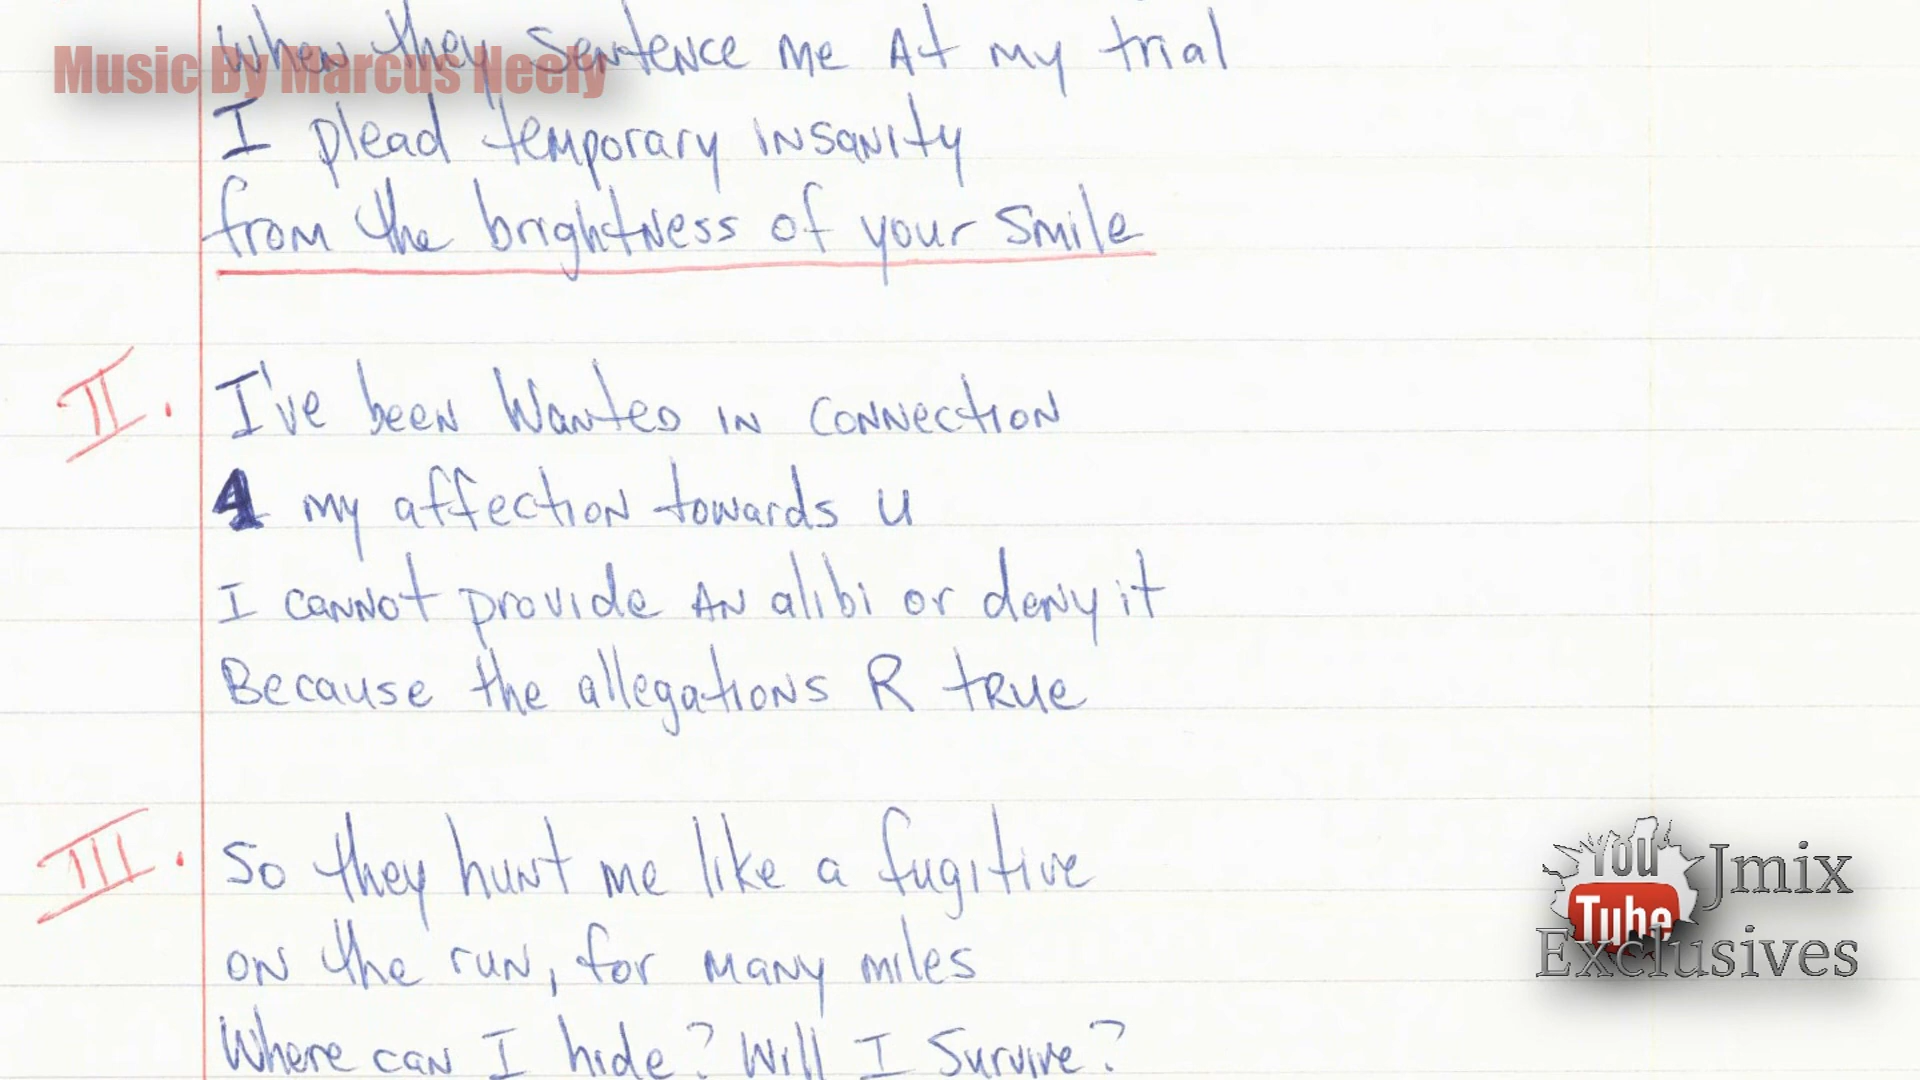 When they sentence me At my trial
Music By Marcus Neely
I plead temporary insanity
from the brightness of your smile
II. I've been Wanted in connection
4 my affection towards u
I cannot provide an alibi or deny it
Because the allegations R true
III. So they hunt me like a fugitive
on the run, for many miles
Where can I hide? Will I Survive?
You Tube Jmix
Exclusives